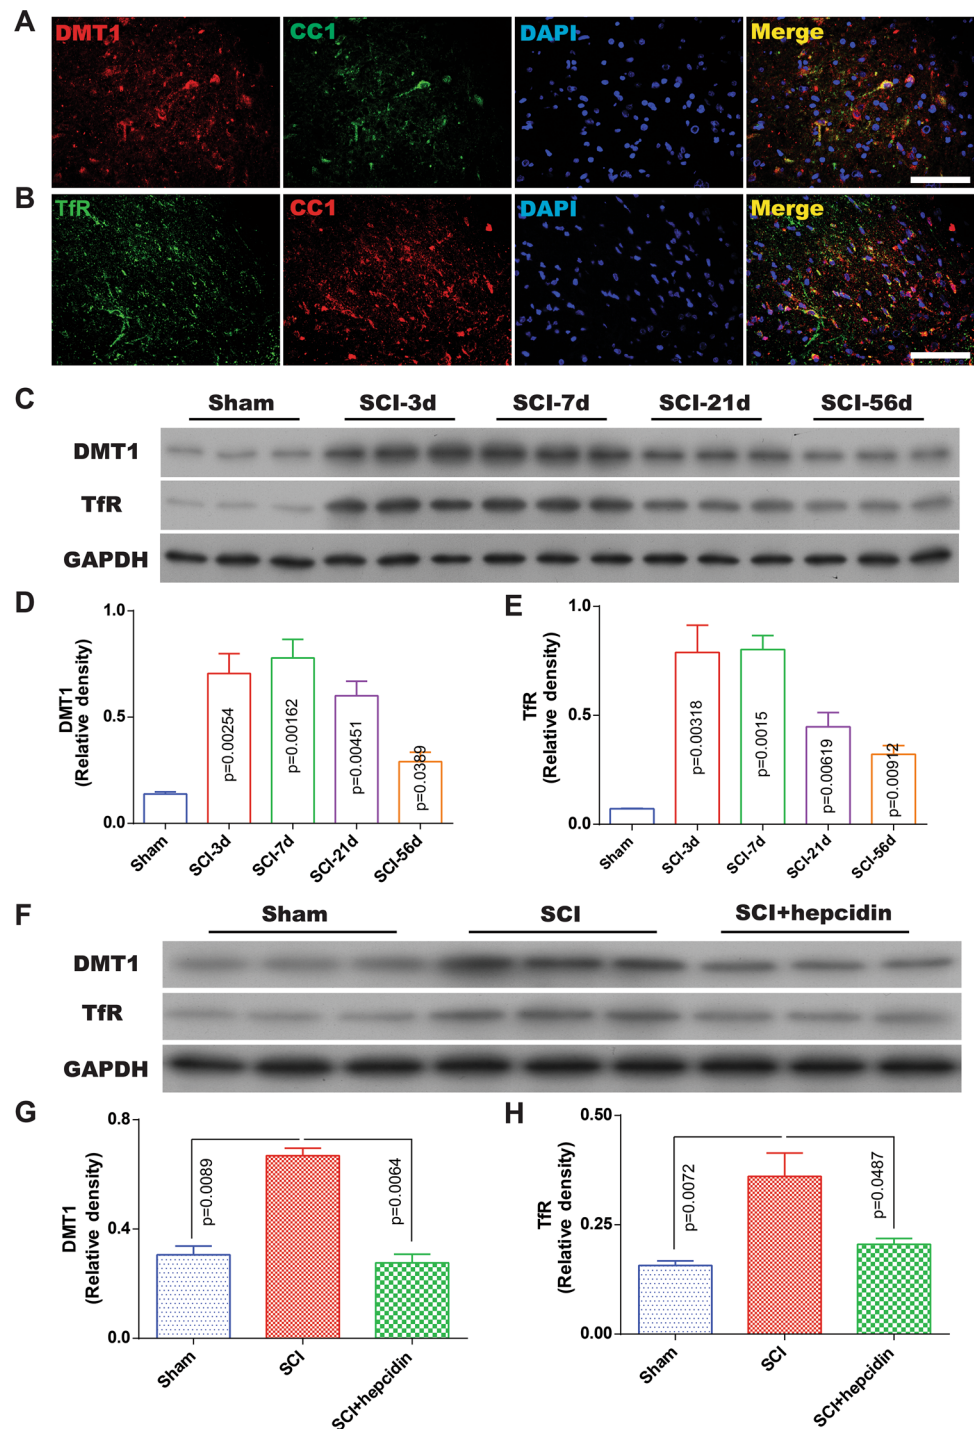 A
DMT1 CC1 DAPI Merge
B
TfR CC1 DAPI Merge
C
Sham SCI-3d SCI-7d SCI-21d SCI-56d
DMT1
TfR
GAPDH
D
DMT1
(Relative density)
1.0
0.5
0.0
p=0.00254
p=0.00162
p=0.00451
p=0.0389
Sham SCI-3d SCI-7d SCI-21d SCI-56d
E
TfR
(Relative density)
1.0
0.5
0.0
p=0.00318
p=0.0015
p=0.00619
p=0.00912
Sham SCI-3d SCI-7d SCI-21d SCI-56d
F
Sham SCI SCI+hepcidin
DMT1
TfR
GAPDH
G
DMT1
(Relative density)
0.8
0.4
0.0
p=0.0089
p=0.0064
Sham SCI SCI+hepcidin
H
TfR
(Relative density)
0.50
0.25
0.00
p=0.0072
p=0.0487
Sham SCI SCI+hepcidin